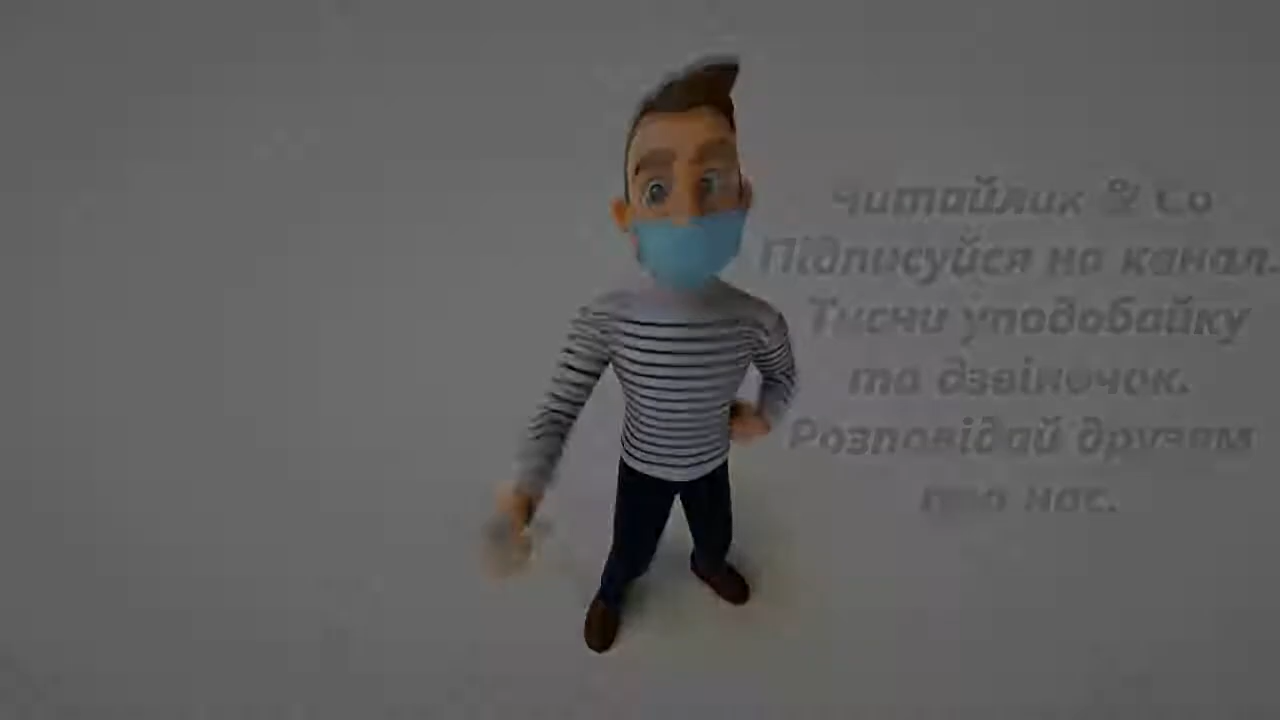 Читайлик & Co
Підписуйся на канал.
Тисни уподобайку
та дзвіночок.
Розповідай друзям
про нас.